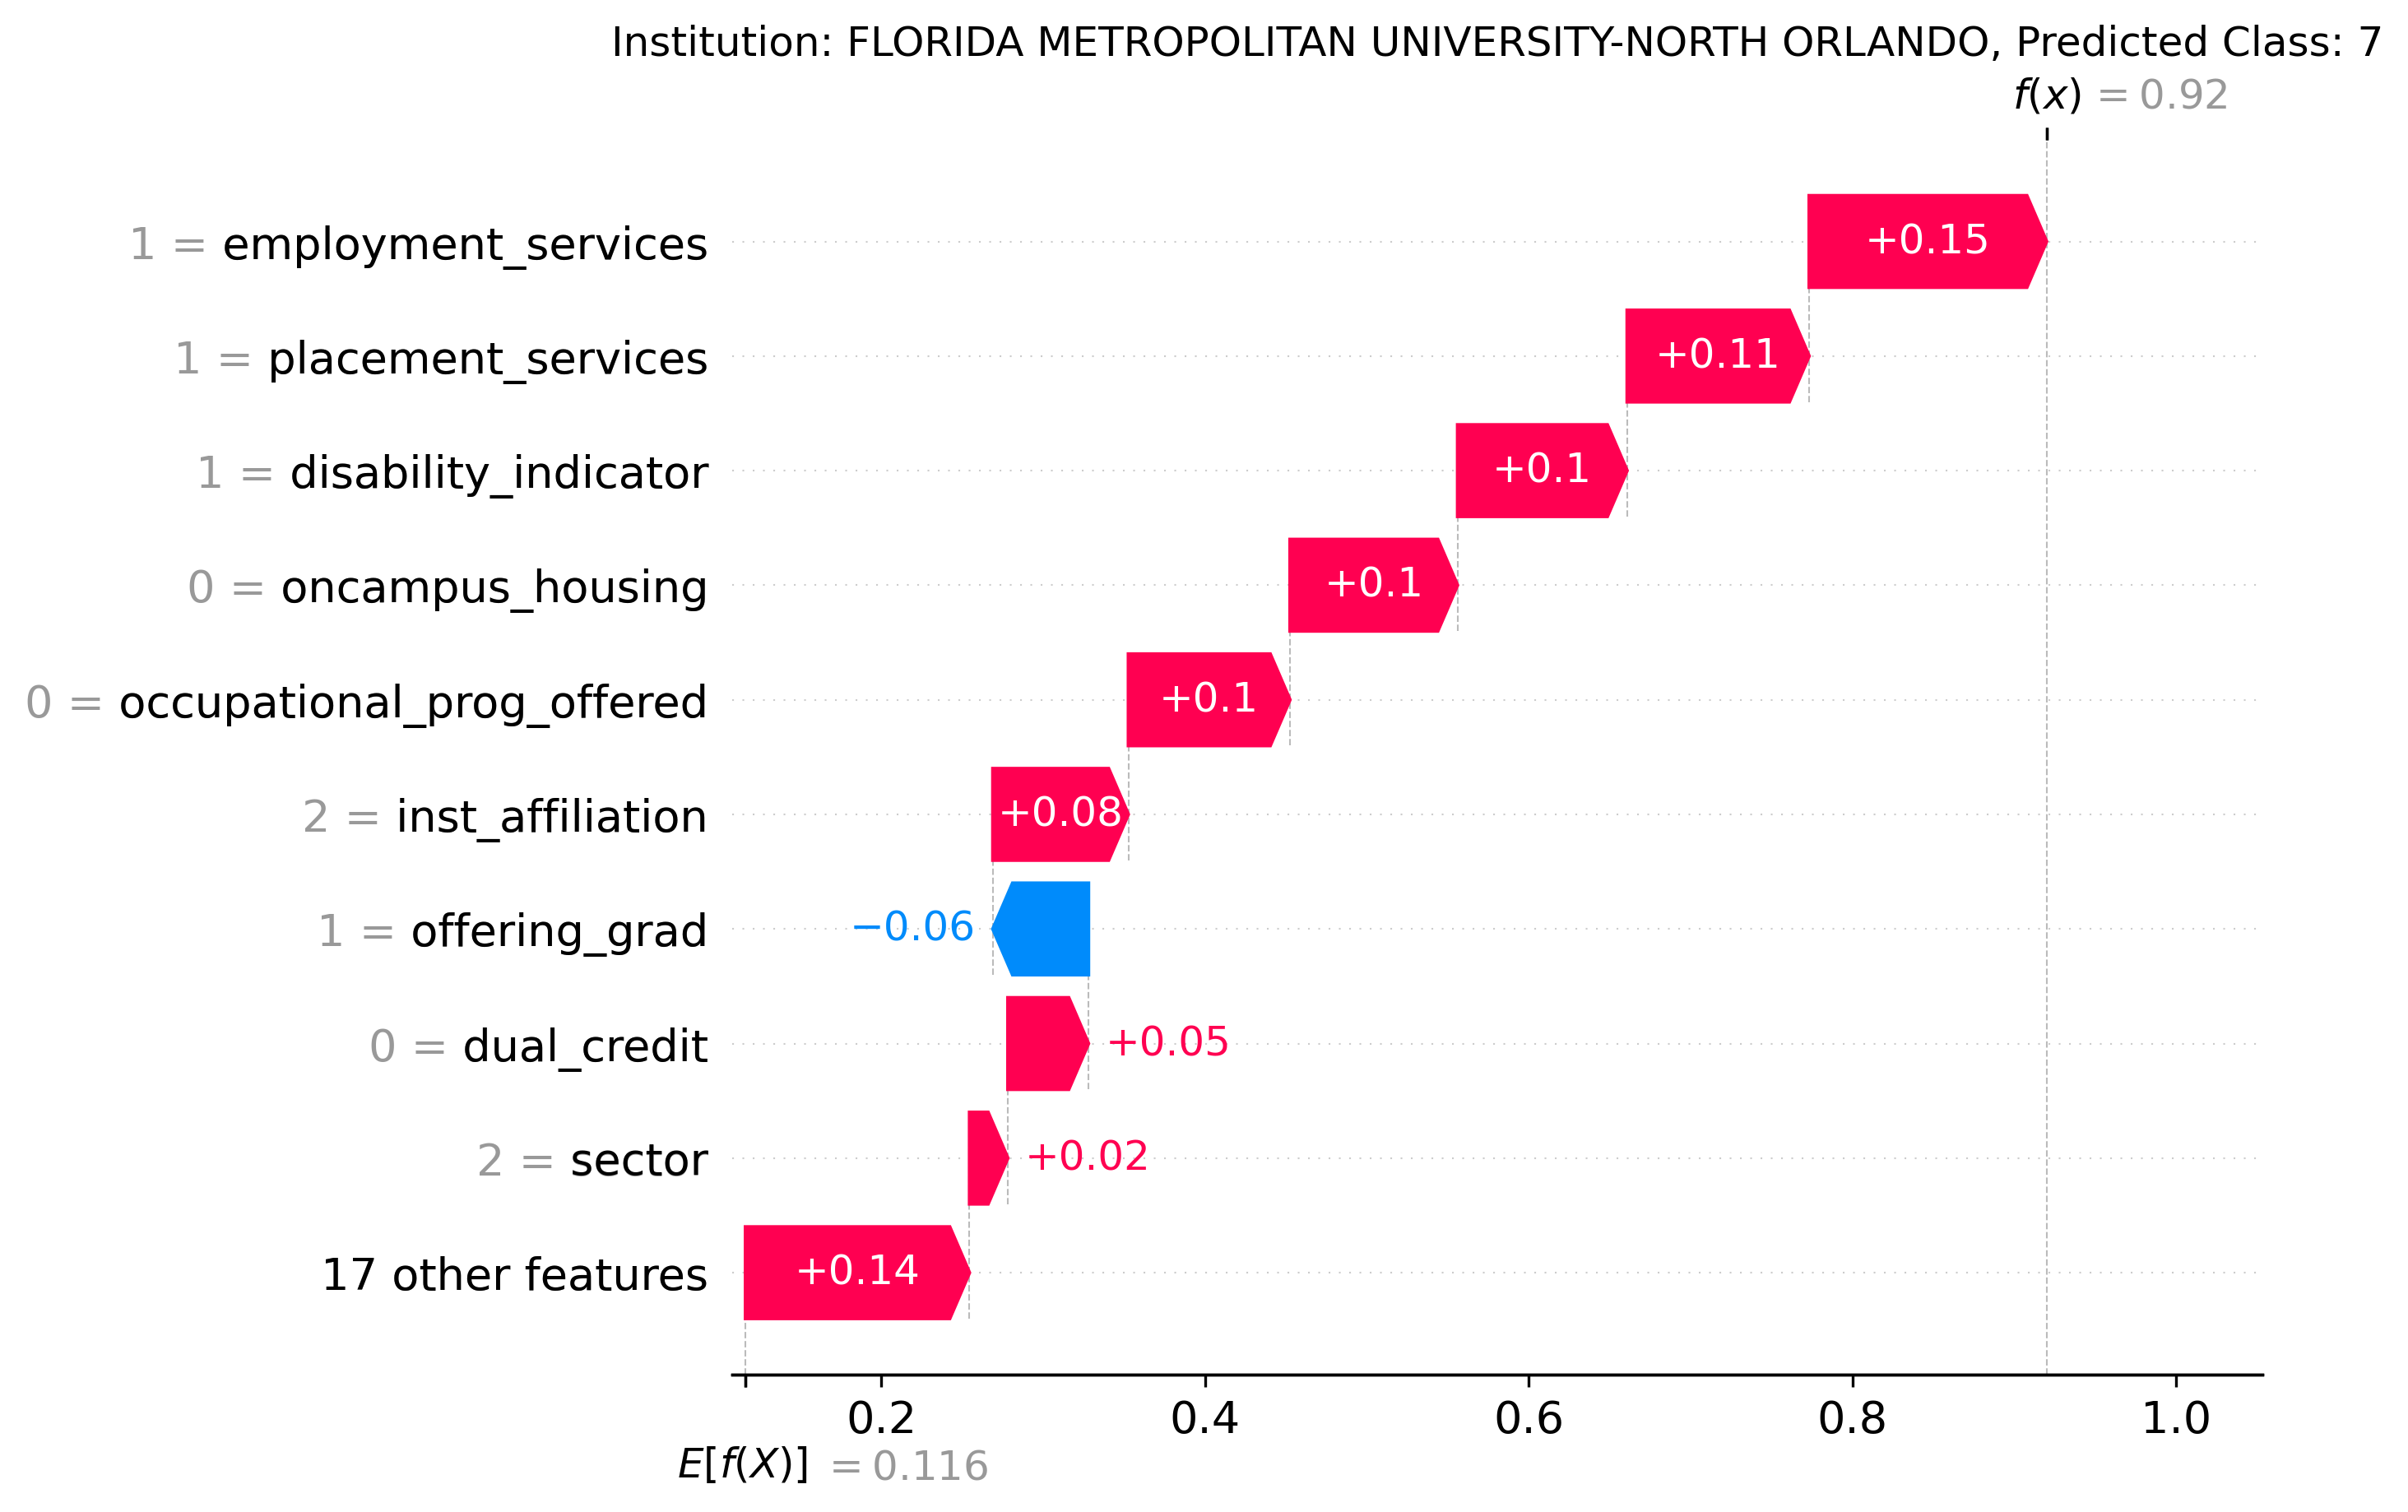 Institution: FLORIDA METROPOLITAN UNIVERSITY-NORTH ORLANDO, Predicted Class: 7
f(x) = 0.92
1 = employment_services +0.15
1 = placement_services +0.11
1 = disability_indicator +0.1
0 = oncampus_housing +0.1
0 = occupational_prog_offered +0.1
2 = inst_affiliation +0.08
1 = offering_grad −0.06
0 = dual_credit +0.05
2 = sector +0.02
17 other features +0.14
0.2 0.4 0.6 0.8 1.0
E[f(X)] = 0.116